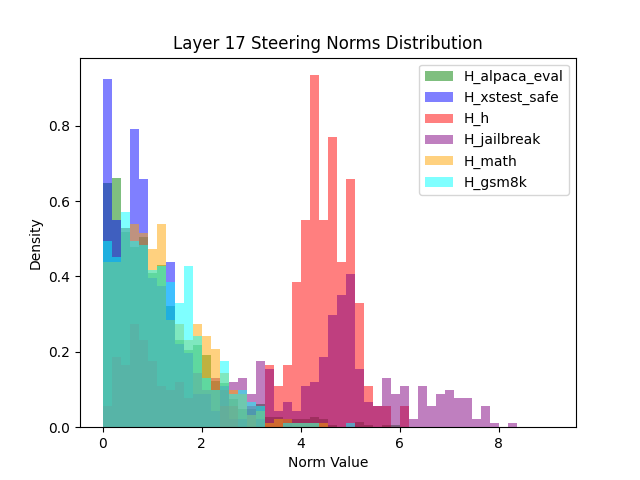 Layer 17 Steering Norms Distribution
H_alpaca_eval
H_xstest_safe
H_h
H_jailbreak
H_math
H_gsm8k
Density
0.8
0.6
0.4
0.2
0.0
0 2 4 6 8
Norm Value